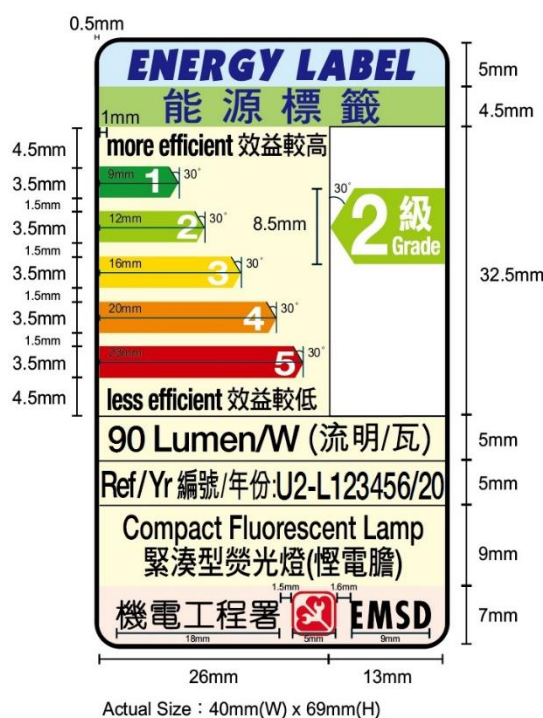 0.5mm
ENERGY LABEL
5mm
能源標籤
4.5mm
1mm
more efficient 效益較高
4.5mm
9mm 1 30°
3.5mm
1.5mm
12mm 2 30°
3.5mm
1.5mm
16mm 3 30°
3.5mm
1.5mm
20mm 4 30°
3.5mm
1.5mm
5 30°
3.5mm
less efficient 效益較低
4.5mm
8.5mm
30°
2級
Grade
32.5mm
90 Lumen/W (流明/瓦)
5mm
Ref/Yr 編號/年份:U2-L123456/20
5mm
Compact Fluorescent Lamp
緊湊型熒光燈(慳電膽)
9mm
1.5mm 1.6mm
機電工程署 EMSD
7mm
18mm 5mm 9mm
26mm 13mm
Actual Size : 40mm(W) x 69mm(H)